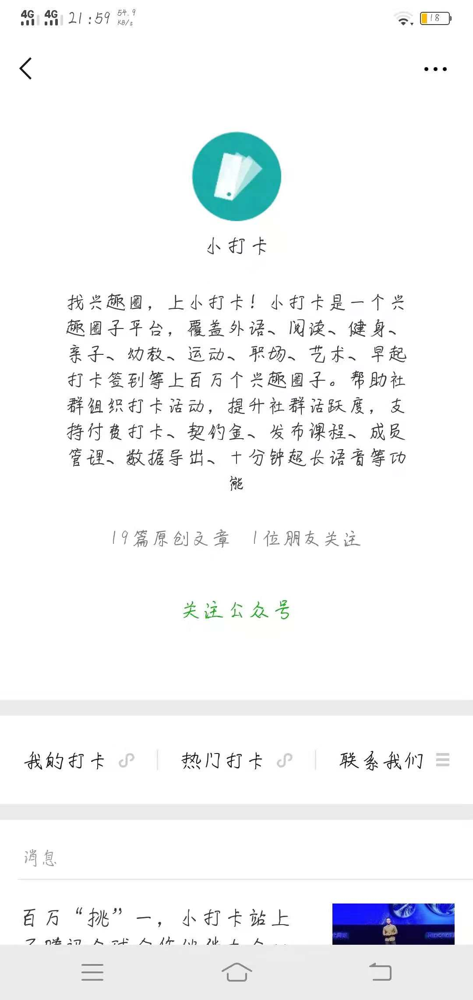 4G 4G 21:59 54.9 KB/s 18
小打卡
找兴趣圈，上小打卡！小打卡是一个兴
趣圈子平台，覆盖外语、阅读、健身、
亲子、幼教、运动、职场、艺术、早起
打卡签到等上百万个兴趣圈子。帮助社
群组织打卡活动，提升社群活跃度，支
持付费打卡、契约金、发布课程、成员
管理、数据导出、十分钟超长语音等功
能
19篇原创文章 1位朋友关注
关注公众号
我的打卡 热门打卡 联系我们
消息
百万“挑”一，小打卡站上
Tencent